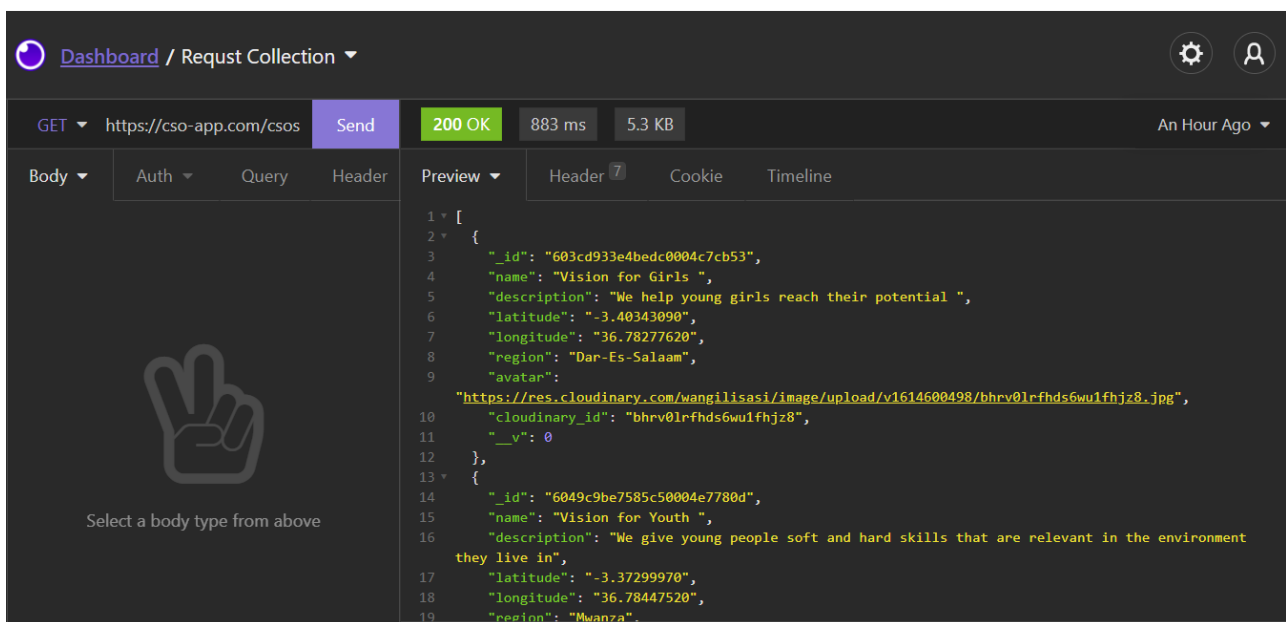 Dashboard / Requst Collection
GET https://cso-app.com/csos Send 200 OK 883 ms 5.3 KB An Hour Ago
Body Auth Query Header Preview Header 7 Cookie Timeline
1 [
2 {
3 "_id": "603cd933e4bedc0004c7cb53",
4 "name": "Vision for Girls ",
5 "description": "We help young girls reach their potential ",
6 "latitude": "-3.40343090",
7 "longitude": "36.78277620",
8 "region": "Dar-Es-Salaam",
9 "avatar":
"https://res.cloudinary.com/wangilisasi/image/upload/v1614600498/bhrv0lrfhds6wu1fhjz8.jpg",
10 "cloudinary_id": "bhrv0lrfhds6wu1fhjz8",
11 "__v": 0
12 },
13 {
14 "_id": "6049c9be7585c50004e7780d",
15 "name": "Vision for Youth ",
16 "description": "We give young people soft and hard skills that are relevant in the environment
they live in",
17 "latitude": "-3.37299970",
18 "longitude": "36.78447520",
19 "region": "Mwanza",
Select a body type from above